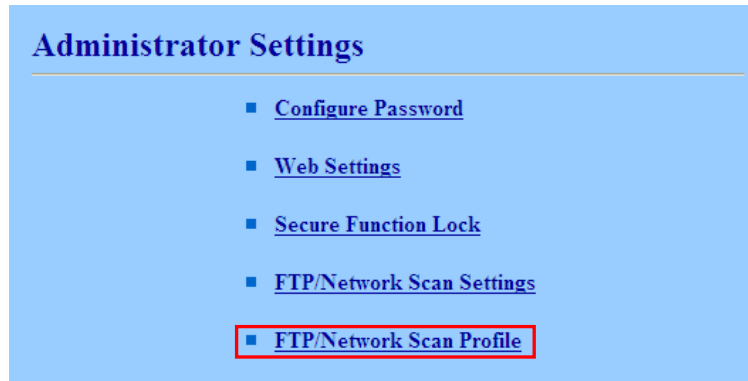 Administrator Settings
Configure Password
Web Settings
Secure Function Lock
FTP/Network Scan Settings
FTP/Network Scan Profile